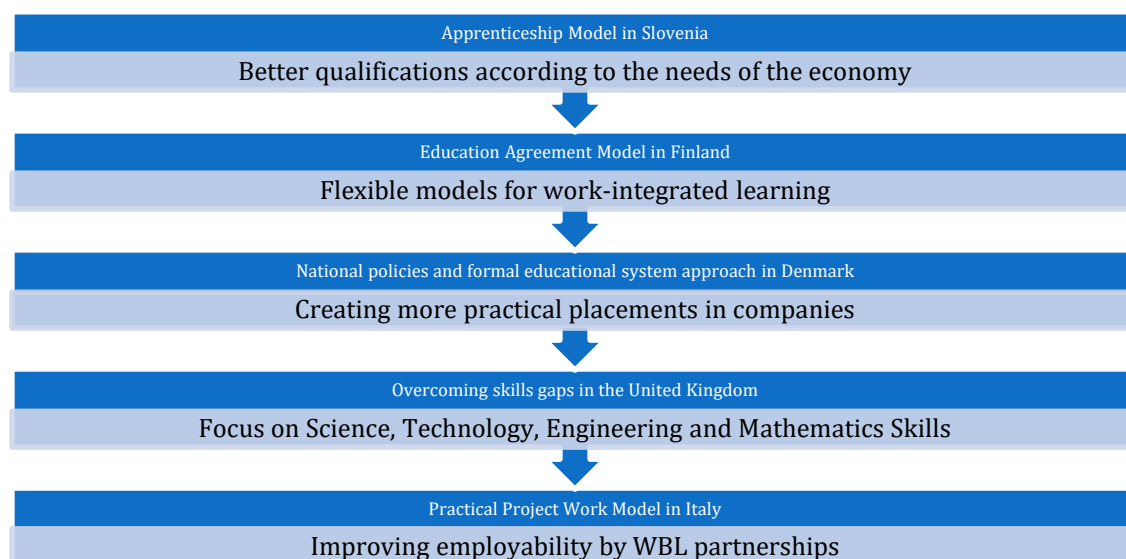 Apprenticeship Model in Slovenia
Better qualifications according to the needs of the economy
Education Agreement Model in Finland
Flexible models for work-integrated learning
National policies and formal educational system approach in Denmark
Creating more practical placements in companies
Overcoming skills gaps in the United Kingdom
Focus on Science, Technology, Engineering and Mathematics Skills
Practical Project Work Model in Italy
Improving employability by WBL partnerships